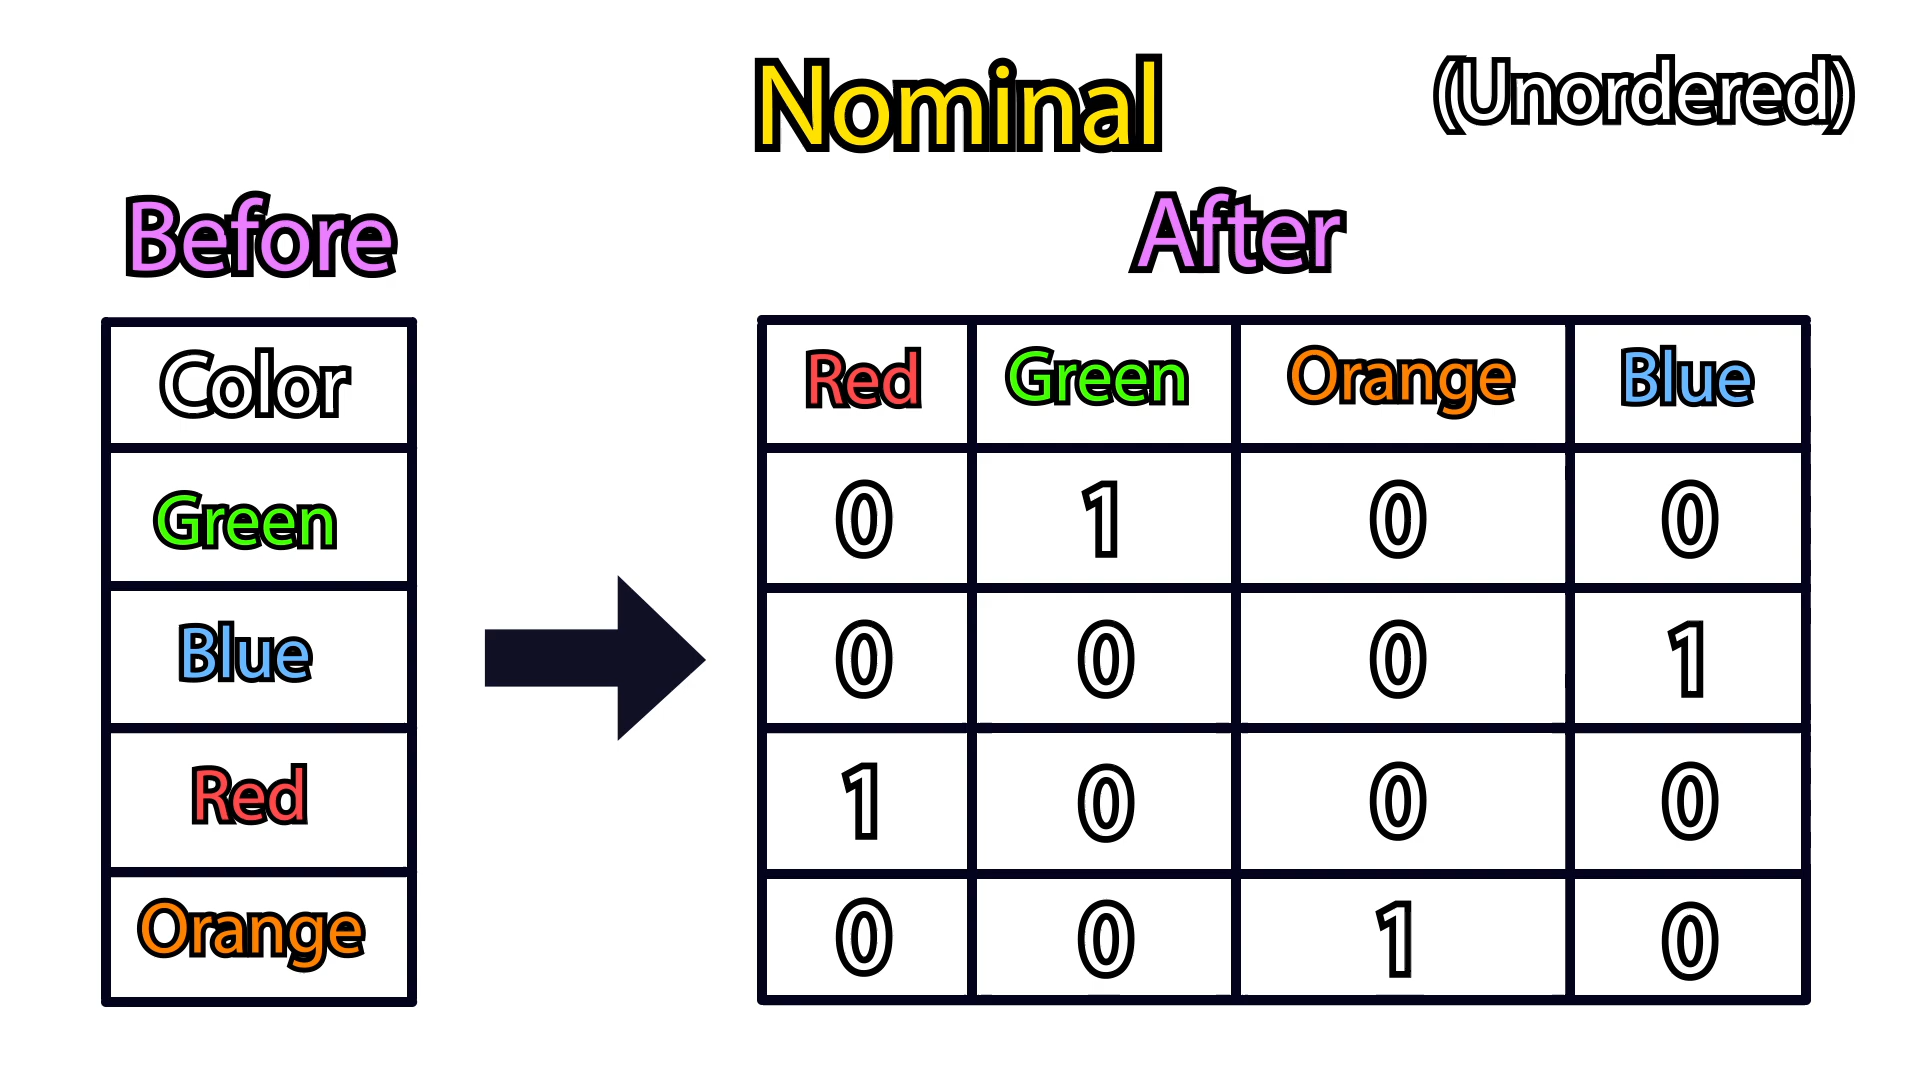 Nominal
(Unordered)
Before
After
Color
Red Green Orange Blue
Green
0 1 0 0
Blue
0 0 0 1
Red
1 0 0 0
Orange
0 0 1 0